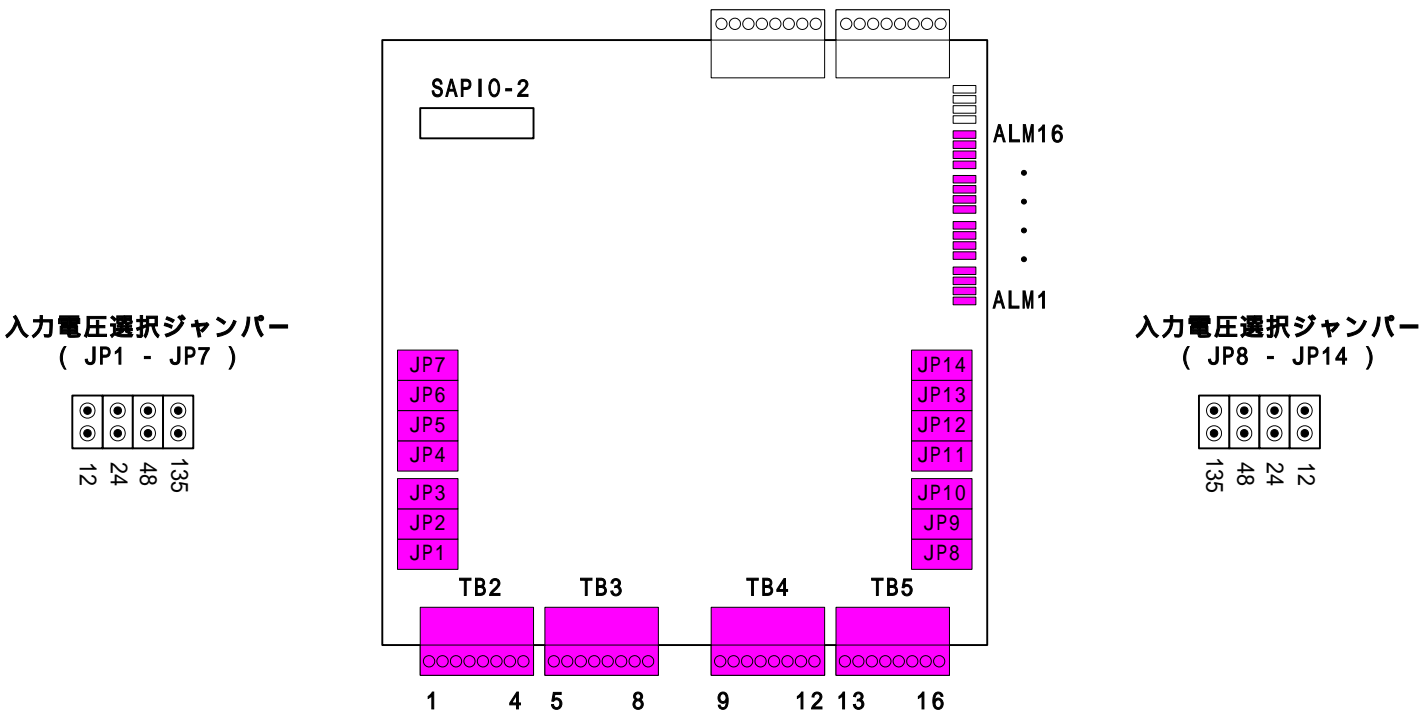 SAPIO-2
ALM16
ALM1
入力電圧選択ジャンパー
( JP1 - JP7 )
12 24 48 135
入力電圧選択ジャンパー
( JP8 - JP14 )
135 48 24 12
JP7
JP6
JP5
JP4
JP3
JP2
JP1
JP14
JP13
JP12
JP11
JP10
JP9
JP8
TB2 TB3 TB4 TB5
1 4 5 8 9 12 13 16